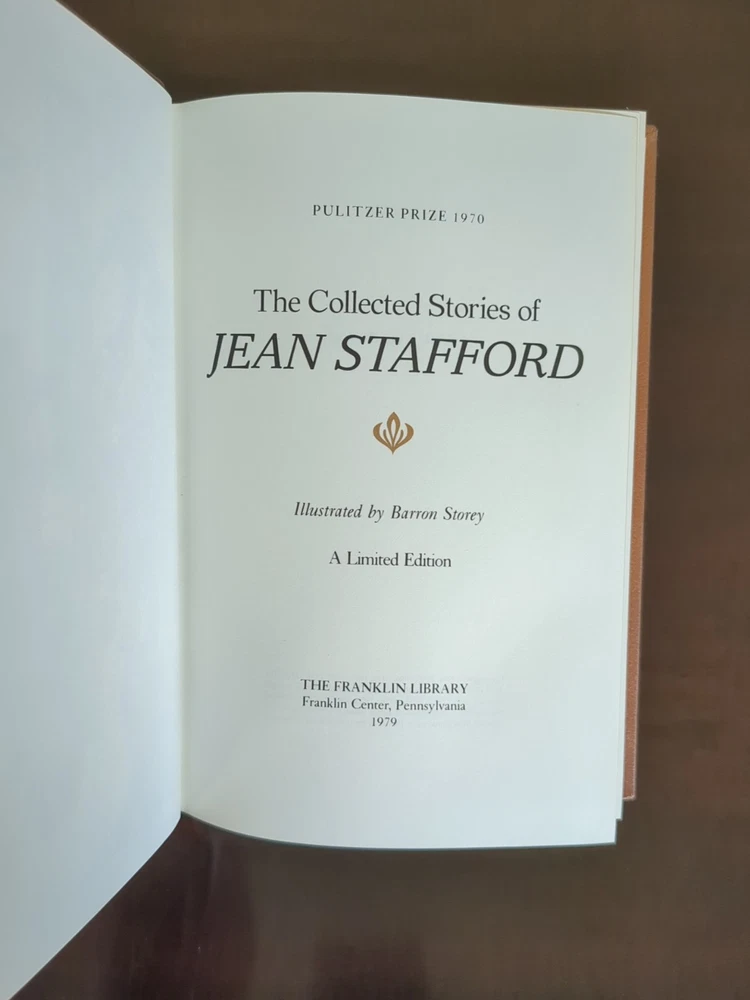 PULITZER PRIZE 1970
The Collected Stories of
JEAN STAFFORD
Illustrated by Barron Storey
A Limited Edition
THE FRANKLIN LIBRARY
Franklin Center, Pennsylvania
1979